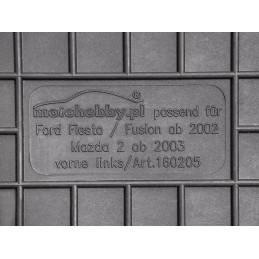 motohobby.pl® passend für
Ford Fiesta / Fusion ab 2002
Mazda 2 ab 2003
vorne links/Art.160205